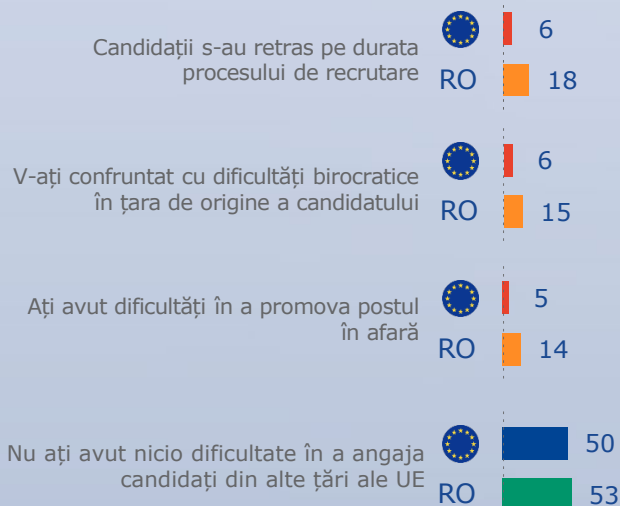 Candidații s-au retras pe durata
procesului de recrutare
6
RO 18
V-ați confruntat cu dificultăți birocratice
în țara de origine a candidatului
6
RO 15
Ați avut dificultăți în a promova postul
în afară
5
RO 14
Nu ați avut nicio dificultate în a angaja
candidați din alte țări ale UE
50
RO 53